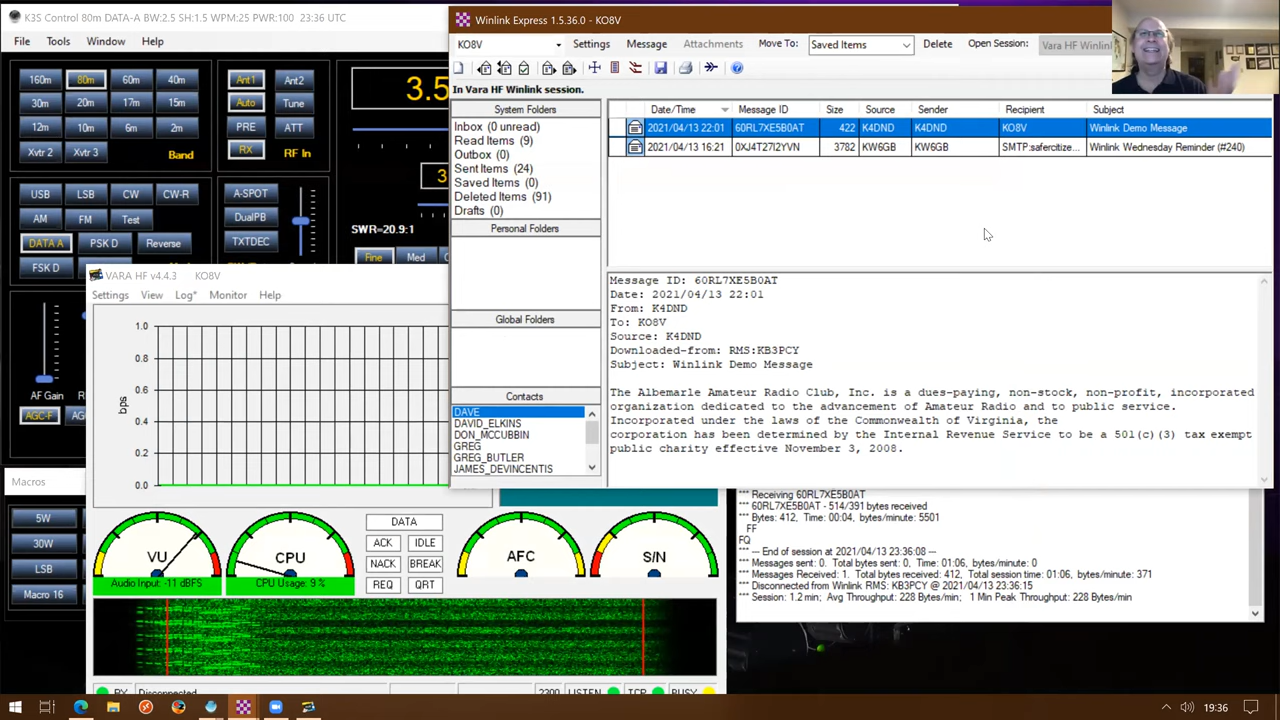 K3S Control 80m DATA-A BW:2.5 SH:1.5 WPM:25 PWR:100 23:36 UTC
File Tools Window Help
160m 80m 60m 40m
30m 20m 17m 15m
12m 10m 6m 2m
Xvtr 2 Xvtr 3 Band
Ant1 Ant2
Auto Tune
PRE ATT
RX RF In
3.5
3
USB LSB CW CW-R
AM FM Test
DATA A PSK D Reverse
FSK D
A-SPOT
DualPB
TXTDEC
SWR=20.9:1
Fine Med
AF Gain
AGC-F
Macros
5W
30W
LSB
Macro 16
VARA HF v4.4.3 KO8V
Settings View Log* Monitor Help
bps
1.0
0.8
0.6
0.4
0.2
0.0
VU
Audio Input: -11 dBFS
CPU
CPU Usage: 9 %
DATA
ACK IDLE
NACK BREAK
REQ QRT
AFC
S/N
Disconnected 2300 LISTEN TCP BUSY
Winlink Express 1.5.36.0 - KO8V
KO8V Settings Message Attachments Move To: Saved Items Delete Open Session: Vara HF Winlin
In Vara HF Winlink session.
System Folders
Inbox (0 unread)
Read Items (9)
Outbox (0)
Sent Items (24)
Saved Items (0)
Deleted Items (91)
Drafts (0)
Personal Folders
Global Folders
Contacts
DAVE
DAVID_ELKINS
DON_MCCUBBIN
GREG
GREG_BUTLER
JAMES_DEVINCENTIS
Date/Time Message ID Size Source Sender Recipient Subject
2021/04/13 22:01 60RL7XE5B0AT 422 K4DND K4DND KO8V Winlink Demo Message
2021/04/13 16:21 0XJ4T27I2YVN 3782 KW6GB KW6GB SMTP:safercitize... Winlink Wednesday Reminder (#240)
Message ID: 60RL7XE5B0AT
Date: 2021/04/13 22:01
From: K4DND
To: KO8V
Source: K4DND
Downloaded-from: RMS:KB3PCY
Subject: Winlink Demo Message
The Albemarle Amateur Radio Club, Inc. is a dues-paying, non-stock, non-profit, incorporated
organization dedicated to the advancement of Amateur Radio and to public service.
Incorporated under the laws of the Commonwealth of Virginia, the
corporation has been determined by the Internal Revenue Service to be a 501(c)(3) tax exempt
public charity effective November 3, 2008.
*** Receiving 60RL7XE5B0AT
*** 60RL7XE5B0AT - 514/391 bytes received
*** Bytes: 412, Time: 00:04, bytes/minute: 5501
FF
FQ
*** --- End of session at 2021/04/13 23:36:08 ---
*** Messages sent: 0. Total bytes sent: 0, Time: 01:06, bytes/minute: 0
*** Messages Received: 1. Total bytes received: 412, Total session time: 01:06, bytes/minute: 371
*** Disconnected from Winlink RMS: KB3PCY @ 2021/04/13 23:36:15
*** Session: 1.2 min; Avg Throughput: 228 Bytes/min; 1 Min Peak Throughput: 228 Bytes/min
19:36